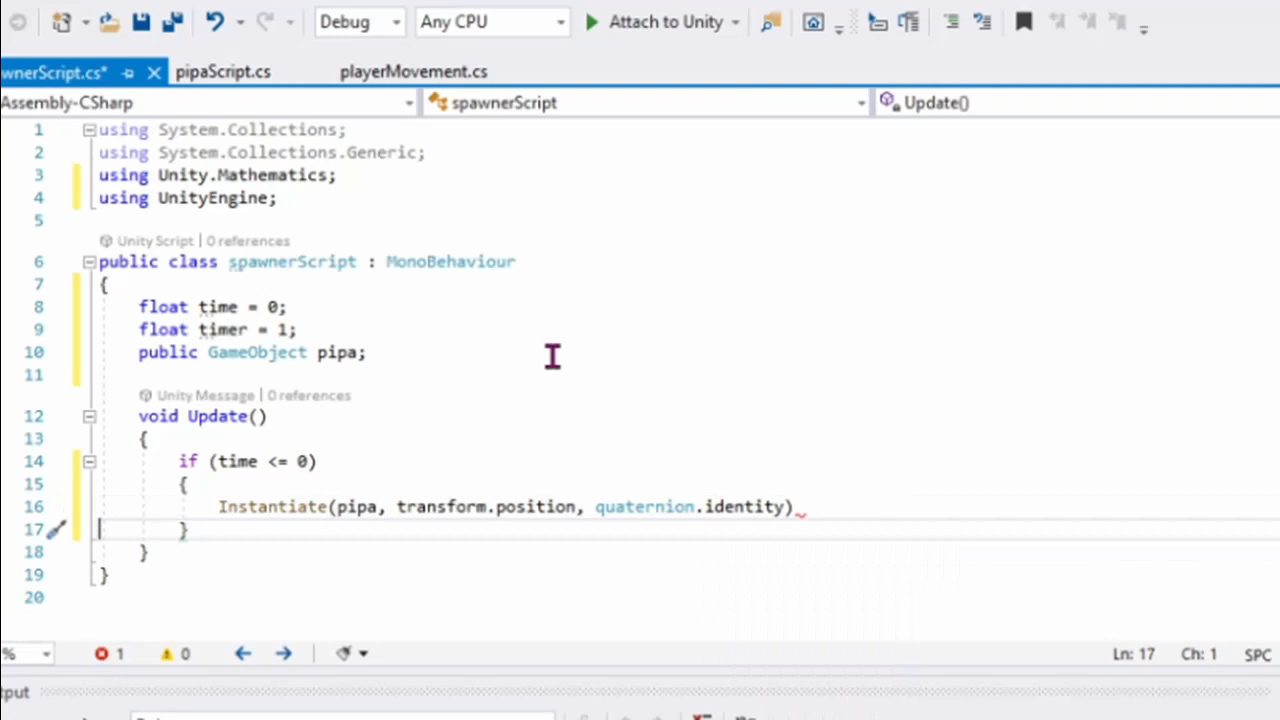 Debug Any CPU Attach to Unity
wnerScript.cs* pipaScript.cs playerMovement.cs
Assembly-CSharp spawnerScript Update()
1 using System.Collections;
2 using System.Collections.Generic;
3 using Unity.Mathematics;
4 using UnityEngine;
5
Unity Script | 0 references
6 public class spawnerScript : MonoBehaviour
7 {
8 float time = 0;
9 float timer = 1;
10 public GameObject pipa;
11
Unity Message | 0 references
12 void Update()
13 {
14 if (time <= 0)
15 {
16 Instantiate(pipa, transform.position, quaternion.identity)
17 }
18 }
19 }
20
% 1 0 Ln: 17 Ch: 1 SPC
tput